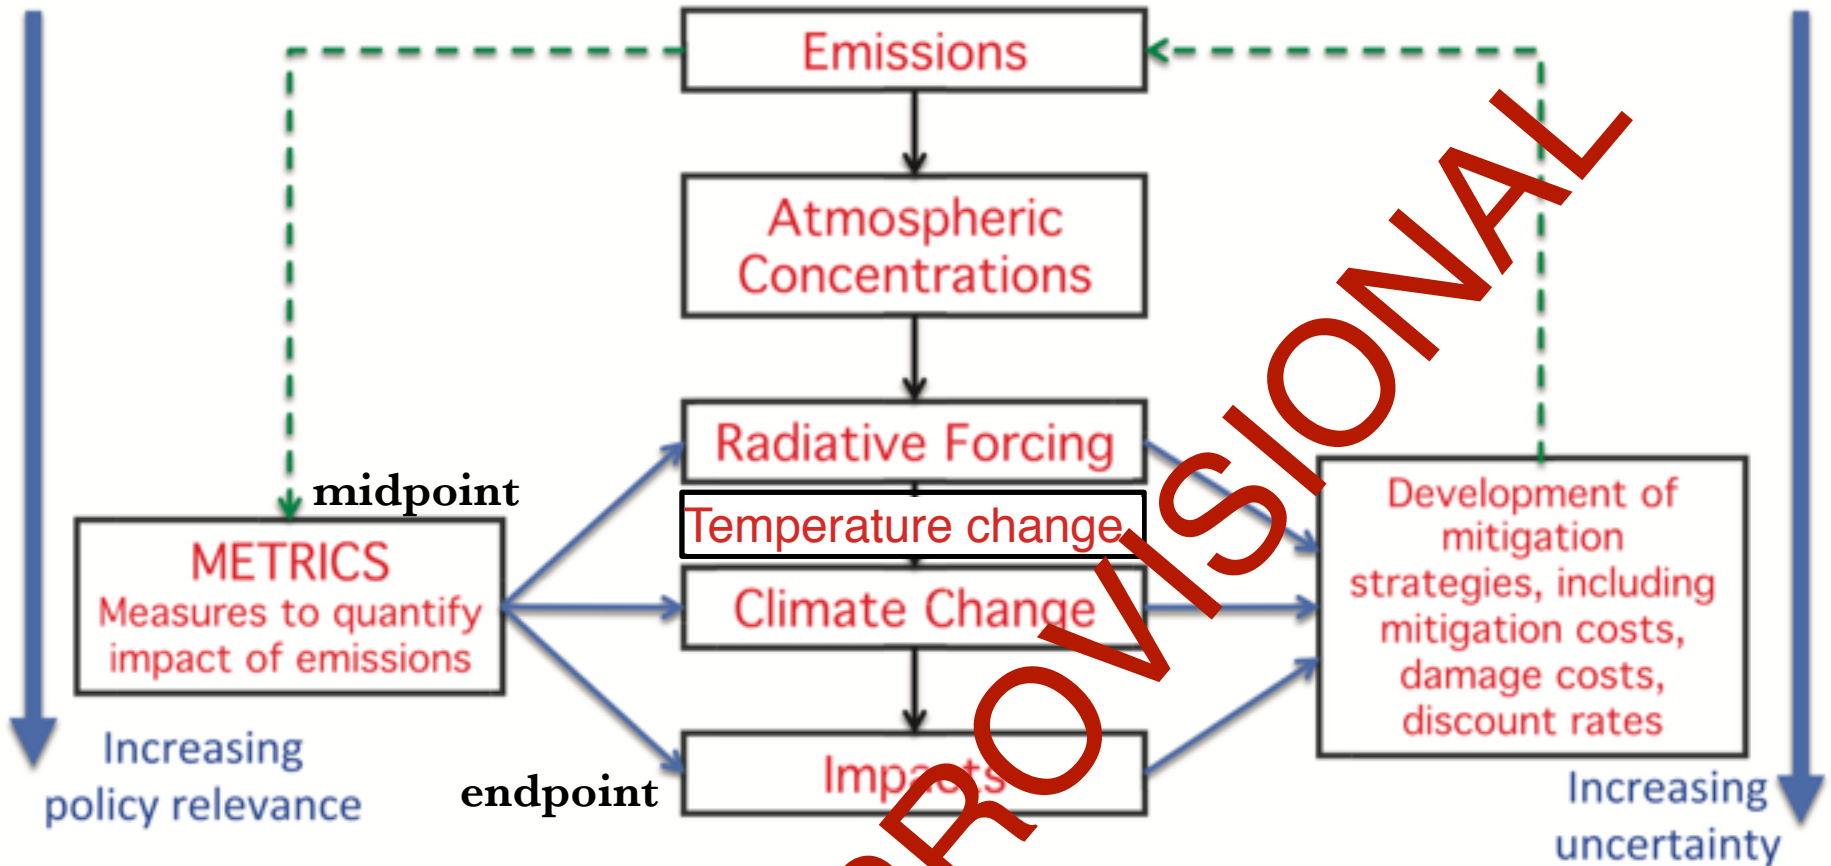 Emissions
Atmospheric
Concentrations
Radiative Forcing
midpoint
Temperature change
METRICS
Measures to quantify
impact of emissions
Climate Change
Development of
mitigation
strategies, including
mitigation costs,
damage costs,
discount rates
Impacts
endpoint
Increasing
policy relevance
Increasing
uncertainty
ROVISIONAL